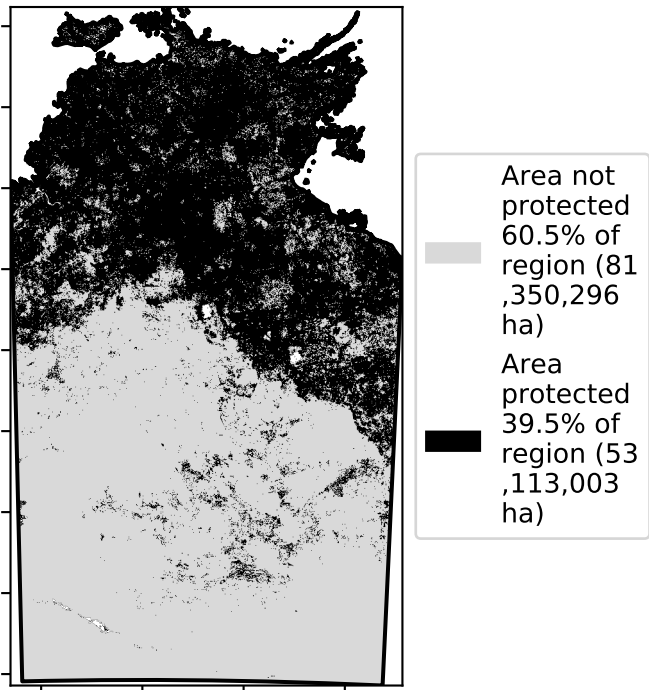 Area not
protected
60.5% of
region (81
,350,296
ha)
Area
protected
39.5% of
region (53
,113,003
ha)